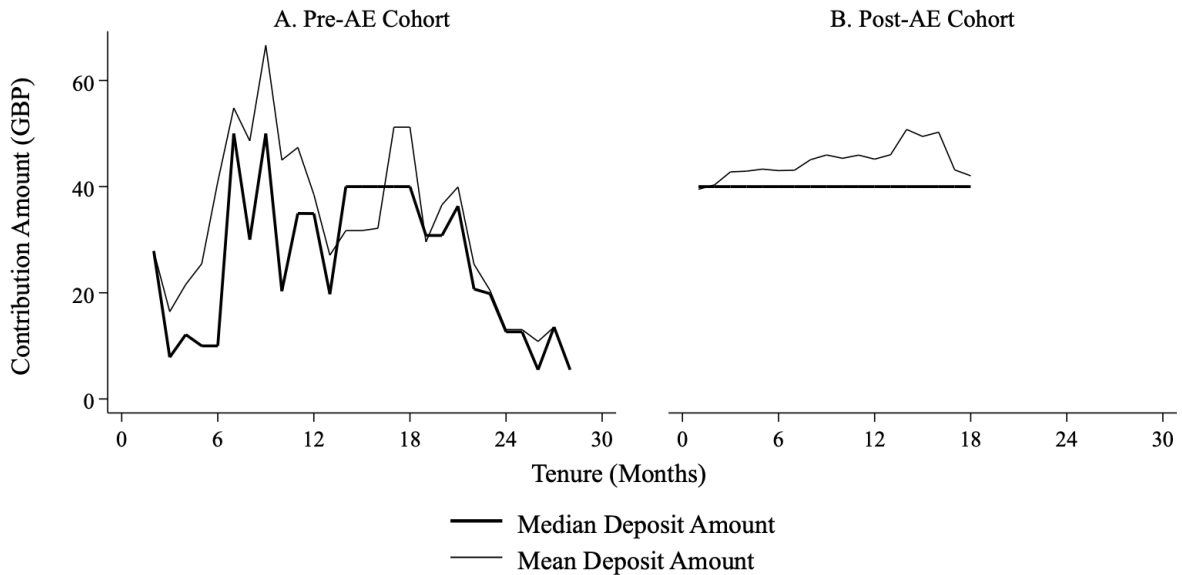 A. Pre-AE Cohort
B. Post-AE Cohort
Contribution Amount (GBP)
60
40
20
0
0 6 12 18 24 30
0 6 12 18 24 30
Tenure (Months)
Median Deposit Amount
Mean Deposit Amount